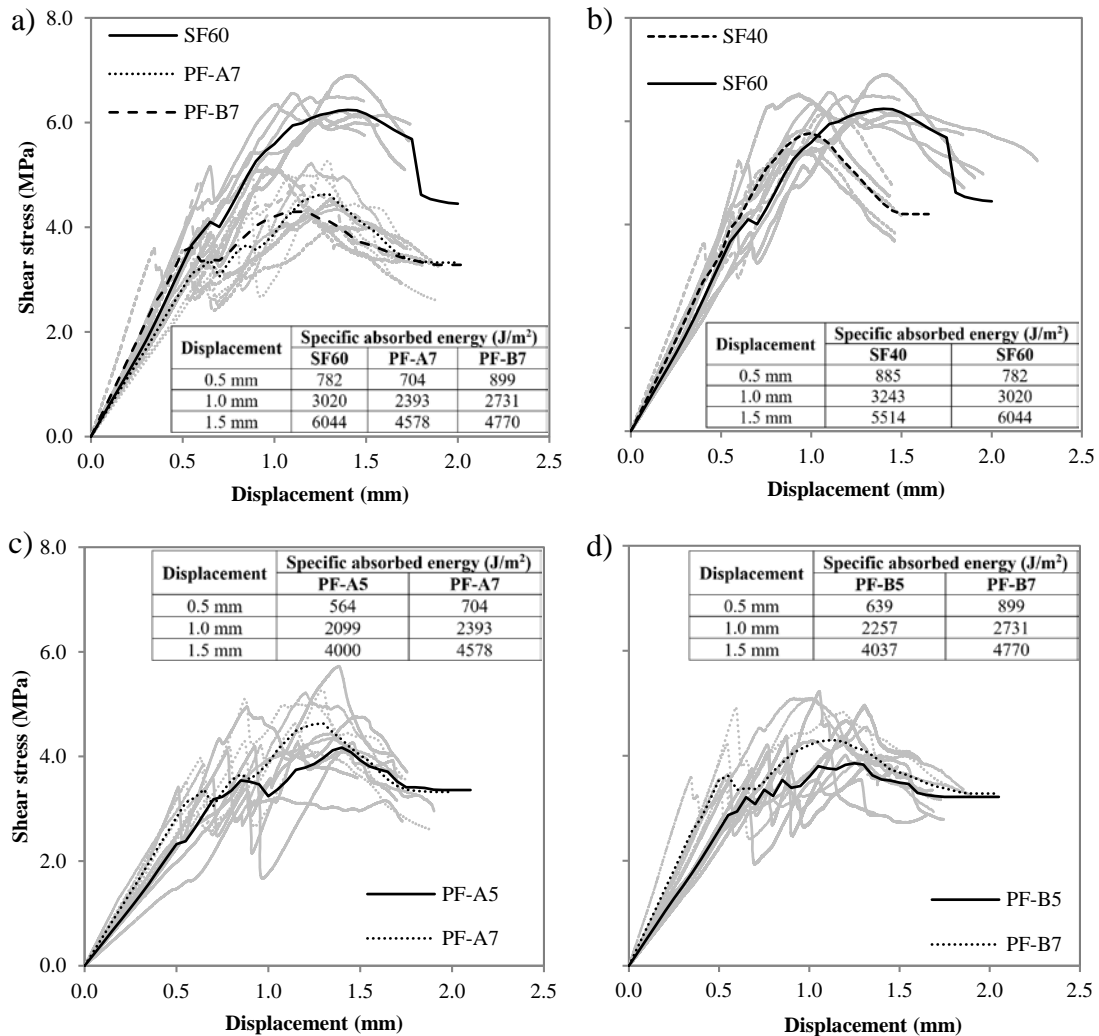 a)
8.0
6.0
4.0
2.0
0.0
Shear stress (MPa)
SF60
PF-A7
PF-B7
Displacement Specific absorbed energy (J/m²)
SF60 PF-A7 PF-B7
0.5 mm 782 704 899
1.0 mm 3020 2393 2731
1.5 mm 6044 4578 4770
0.0 0.5 1.0 1.5 2.0 2.5
Displacement (mm)
b)
SF40
SF60
Displacement Specific absorbed energy (J/m²)
SF40 SF60
0.5 mm 885 782
1.0 mm 3243 3020
1.5 mm 5514 6044
0.0 0.5 1.0 1.5 2.0 2.5
Displacement (mm)
c)
8.0
6.0
4.0
2.0
0.0
Shear stress (MPa)
Displacement Specific absorbed energy (J/m²)
PF-A5 PF-A7
0.5 mm 564 704
1.0 mm 2099 2393
1.5 mm 4000 4578
PF-A5
PF-A7
0.0 0.5 1.0 1.5 2.0 2.5
Displacement (mm)
d)
Displacement Specific absorbed energy (J/m²)
PF-B5 PF-B7
0.5 mm 639 899
1.0 mm 2257 2731
1.5 mm 4037 4770
PF-B5
PF-B7
0.0 0.5 1.0 1.5 2.0 2.5
Displacement (mm)